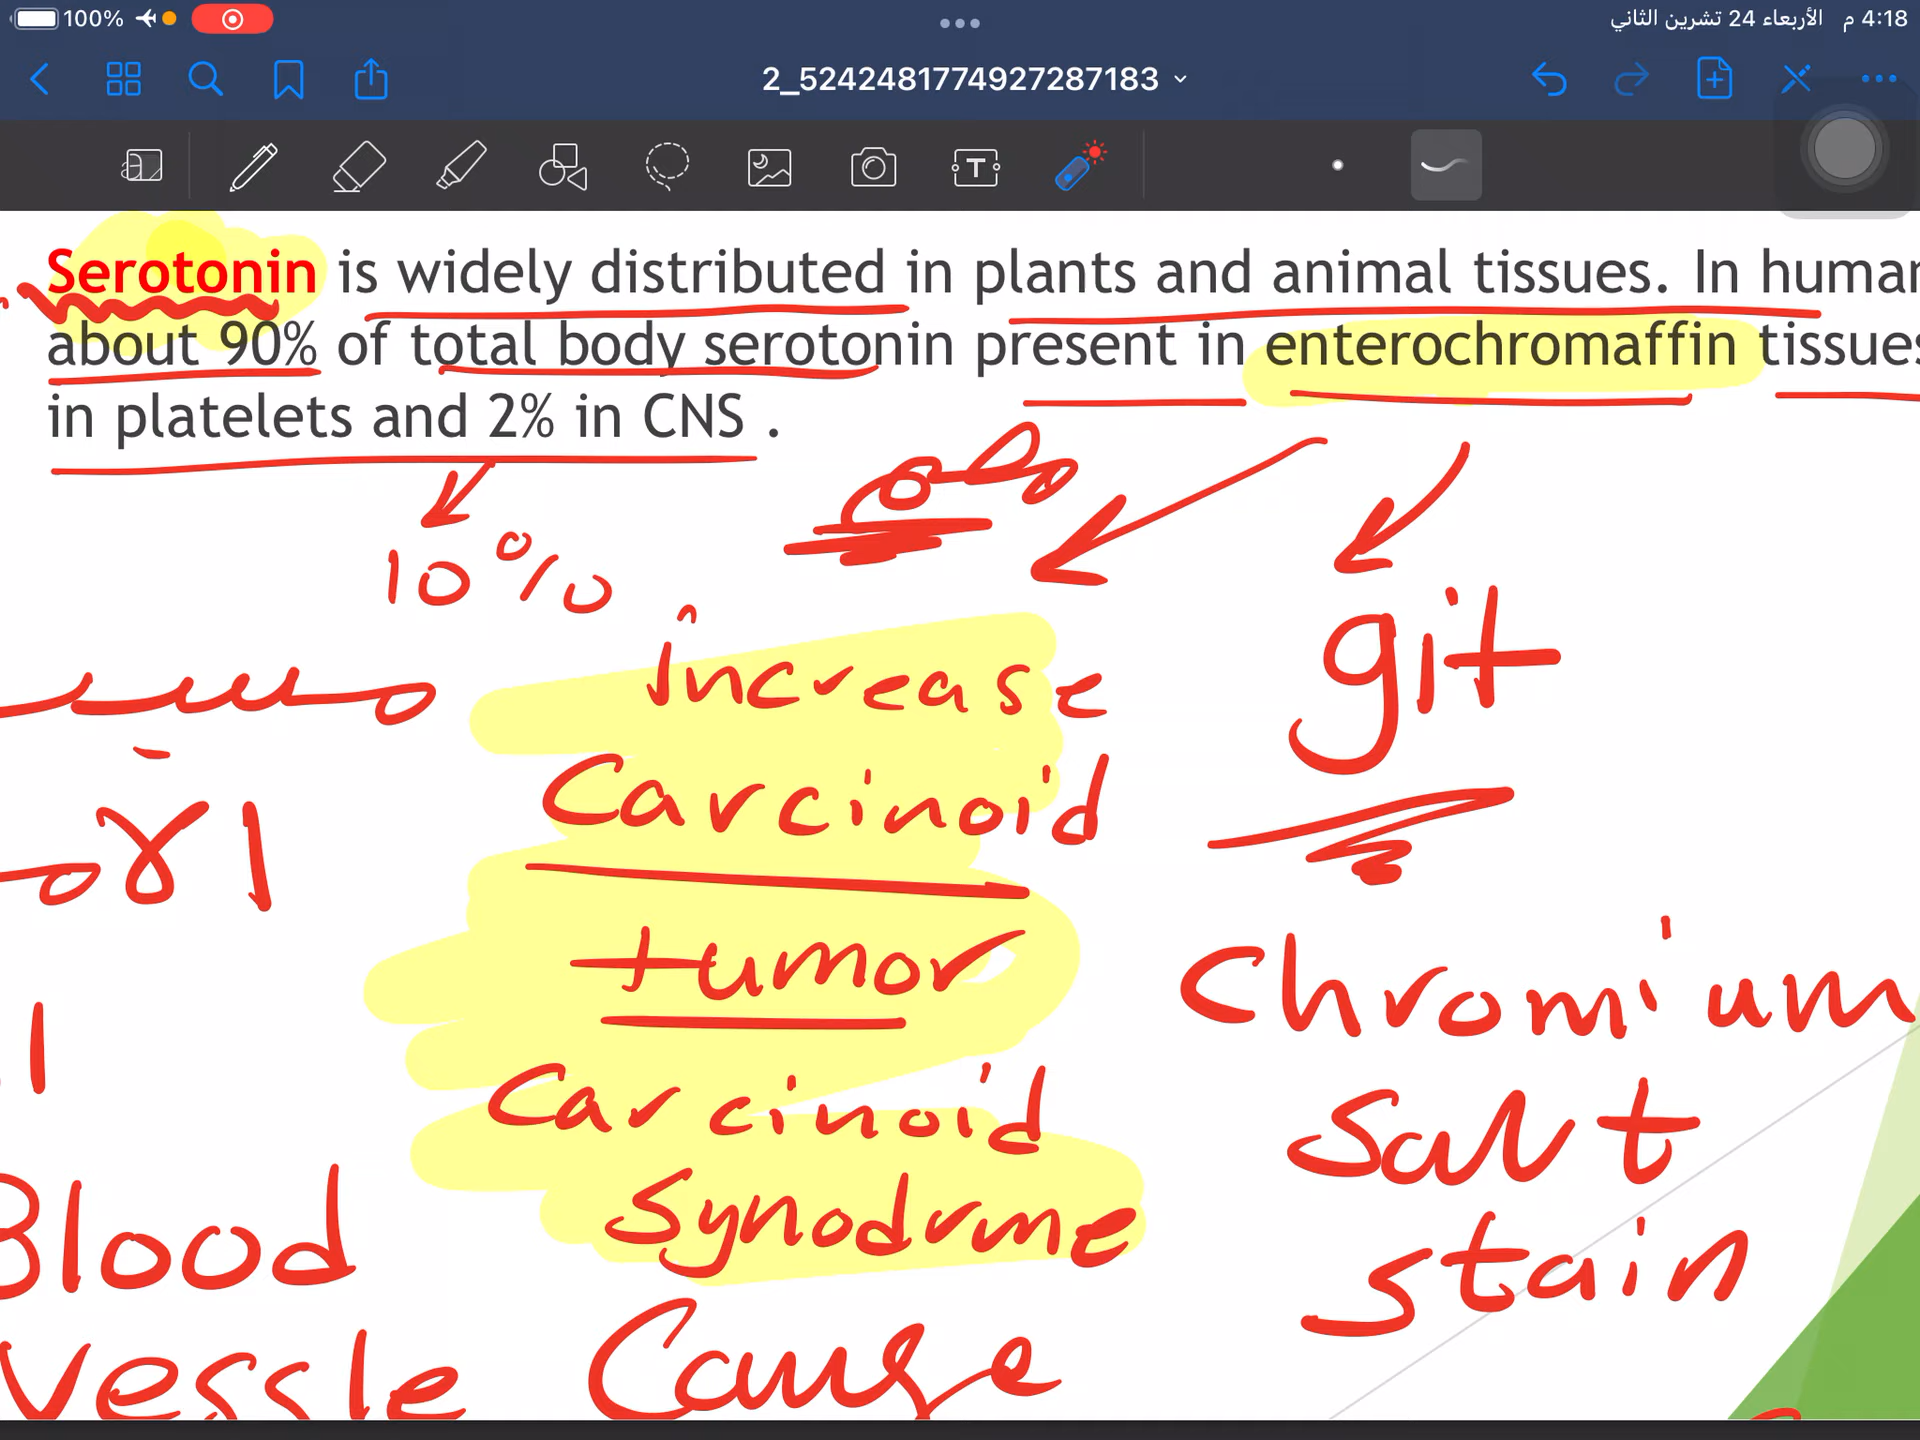 100%
4:18 م الأربعاء 24 تشرين الثاني
2_5242481774927287183
Serotonin is widely distributed in plants and animal tissues. In human
about 90% of total body serotonin present in enterochromaffin tissues
in platelets and 2% in CNS .
10%
increase
git
Carcinoid
tumor
Chromium
Carcinoid
Salt
Synodrme
stain
Blood
Vessle
Cause